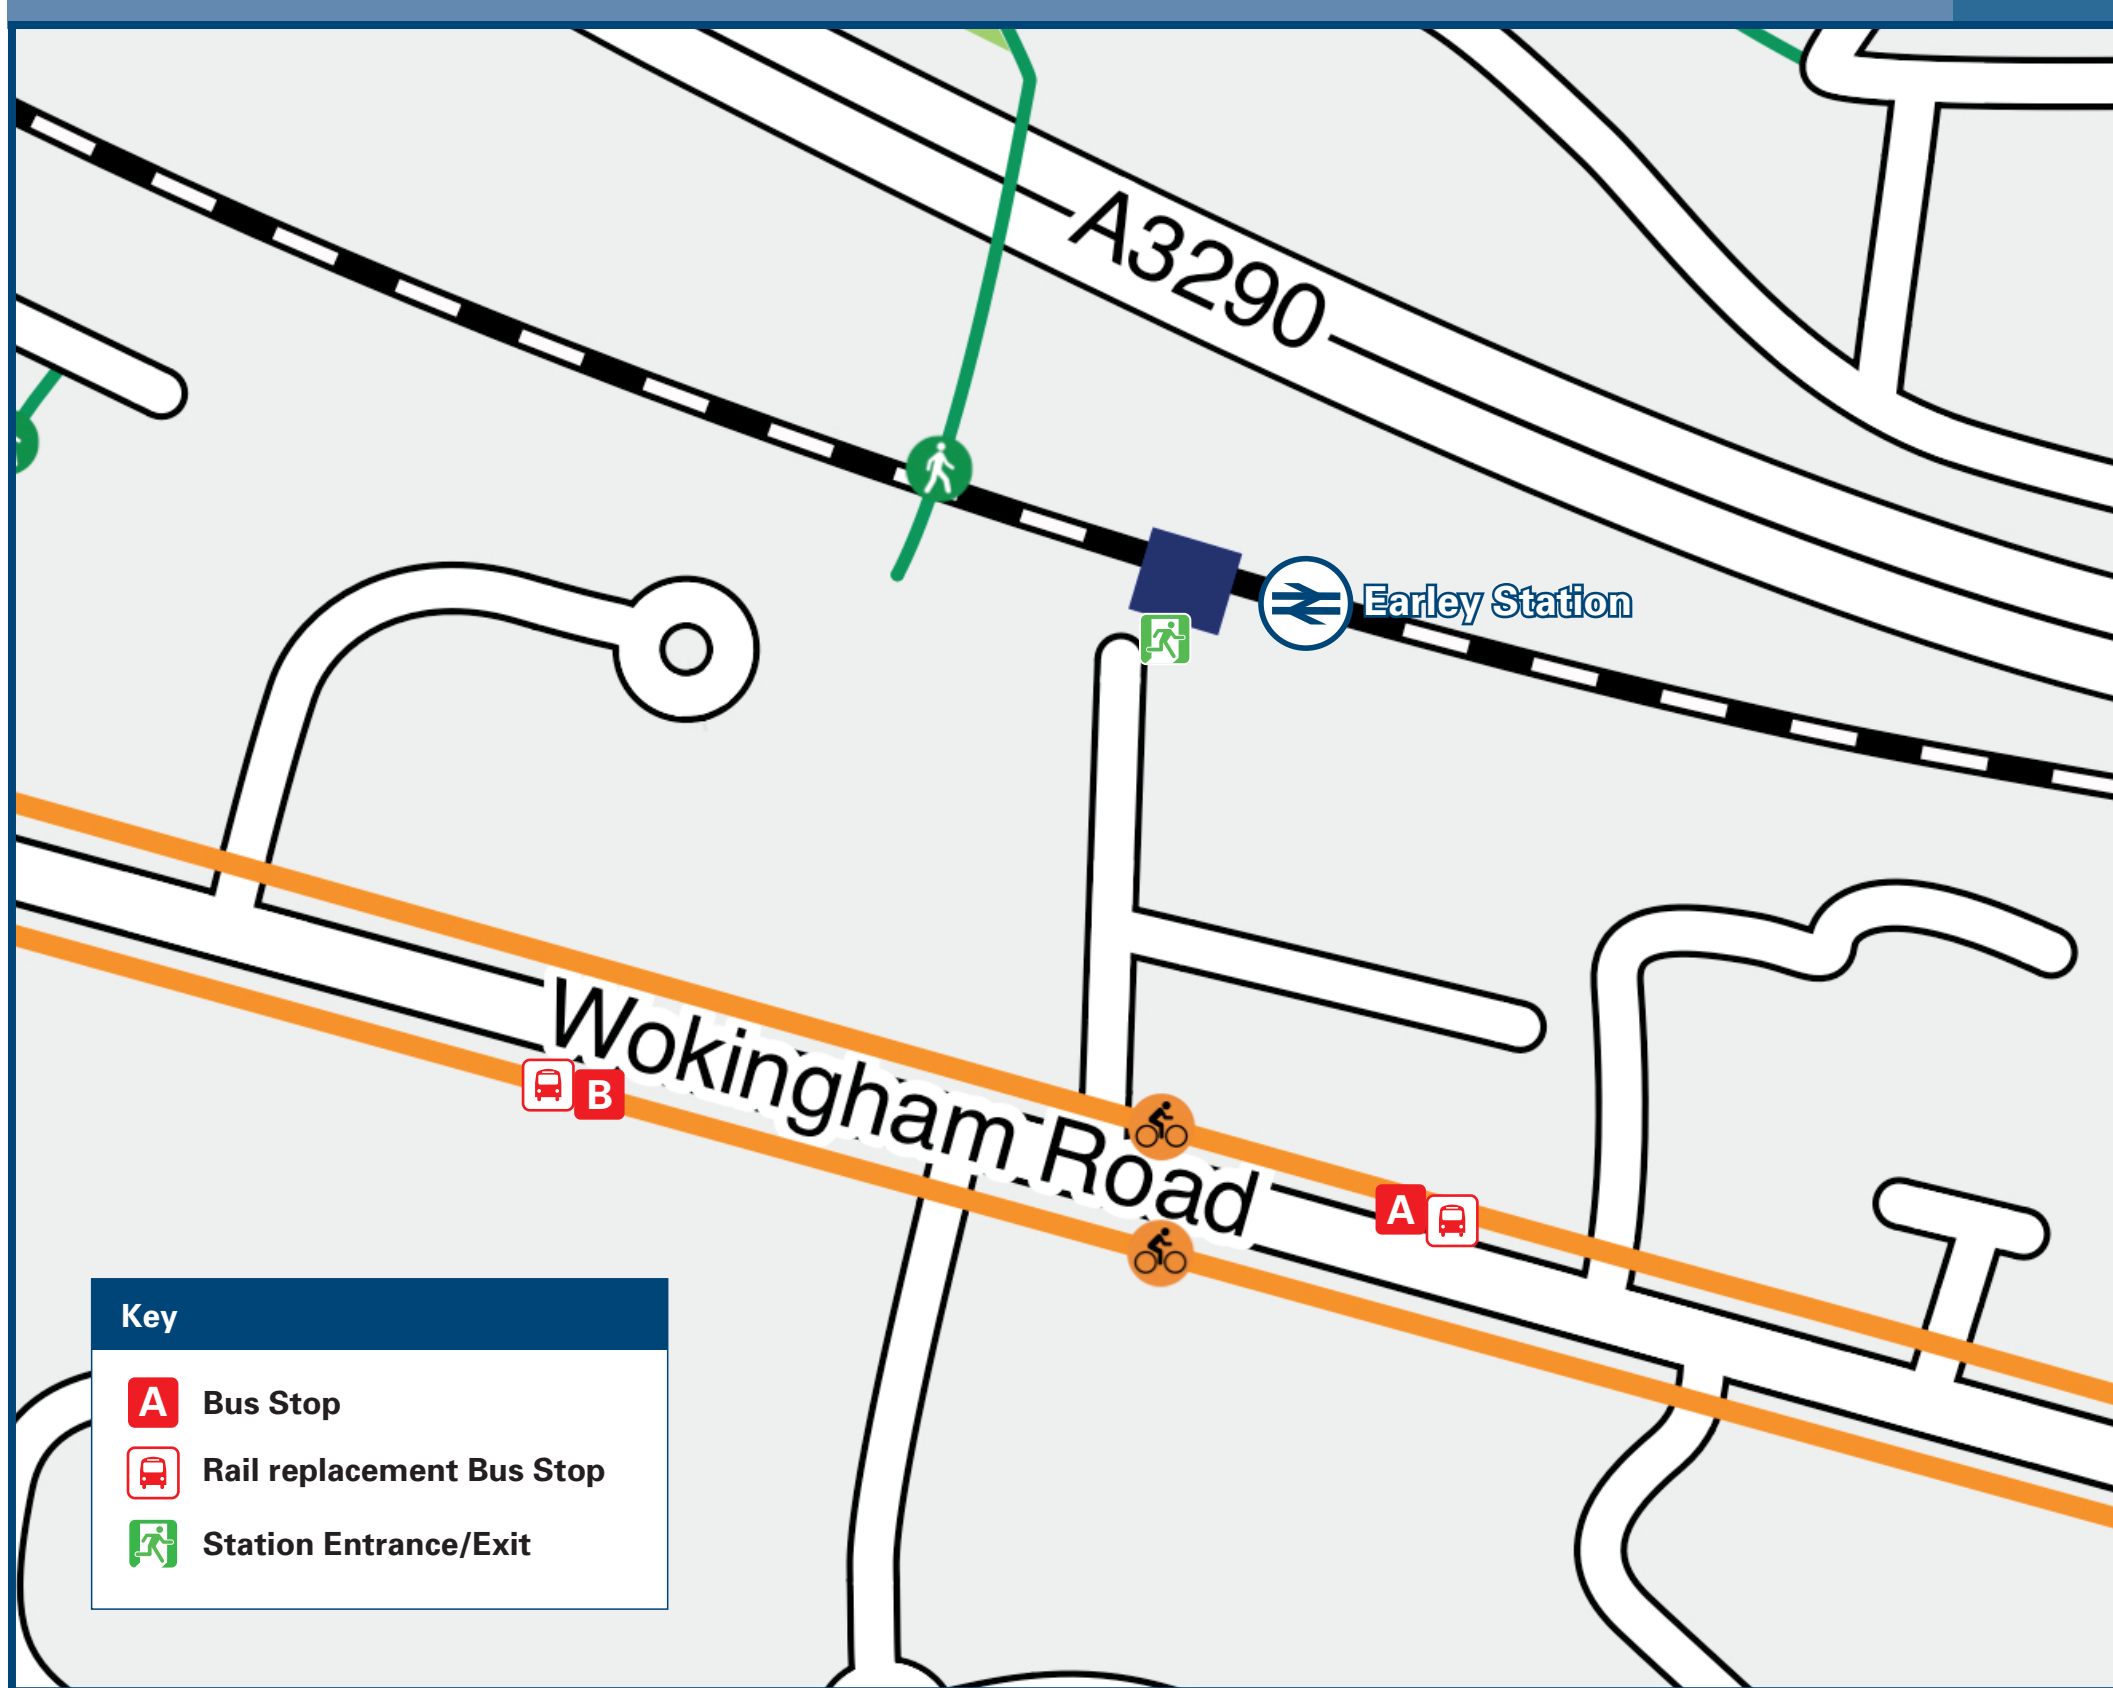 A3290
Earley Station
Wokingham Road
B
A
Key
A Bus Stop
Rail replacement Bus Stop
Station Entrance/Exit